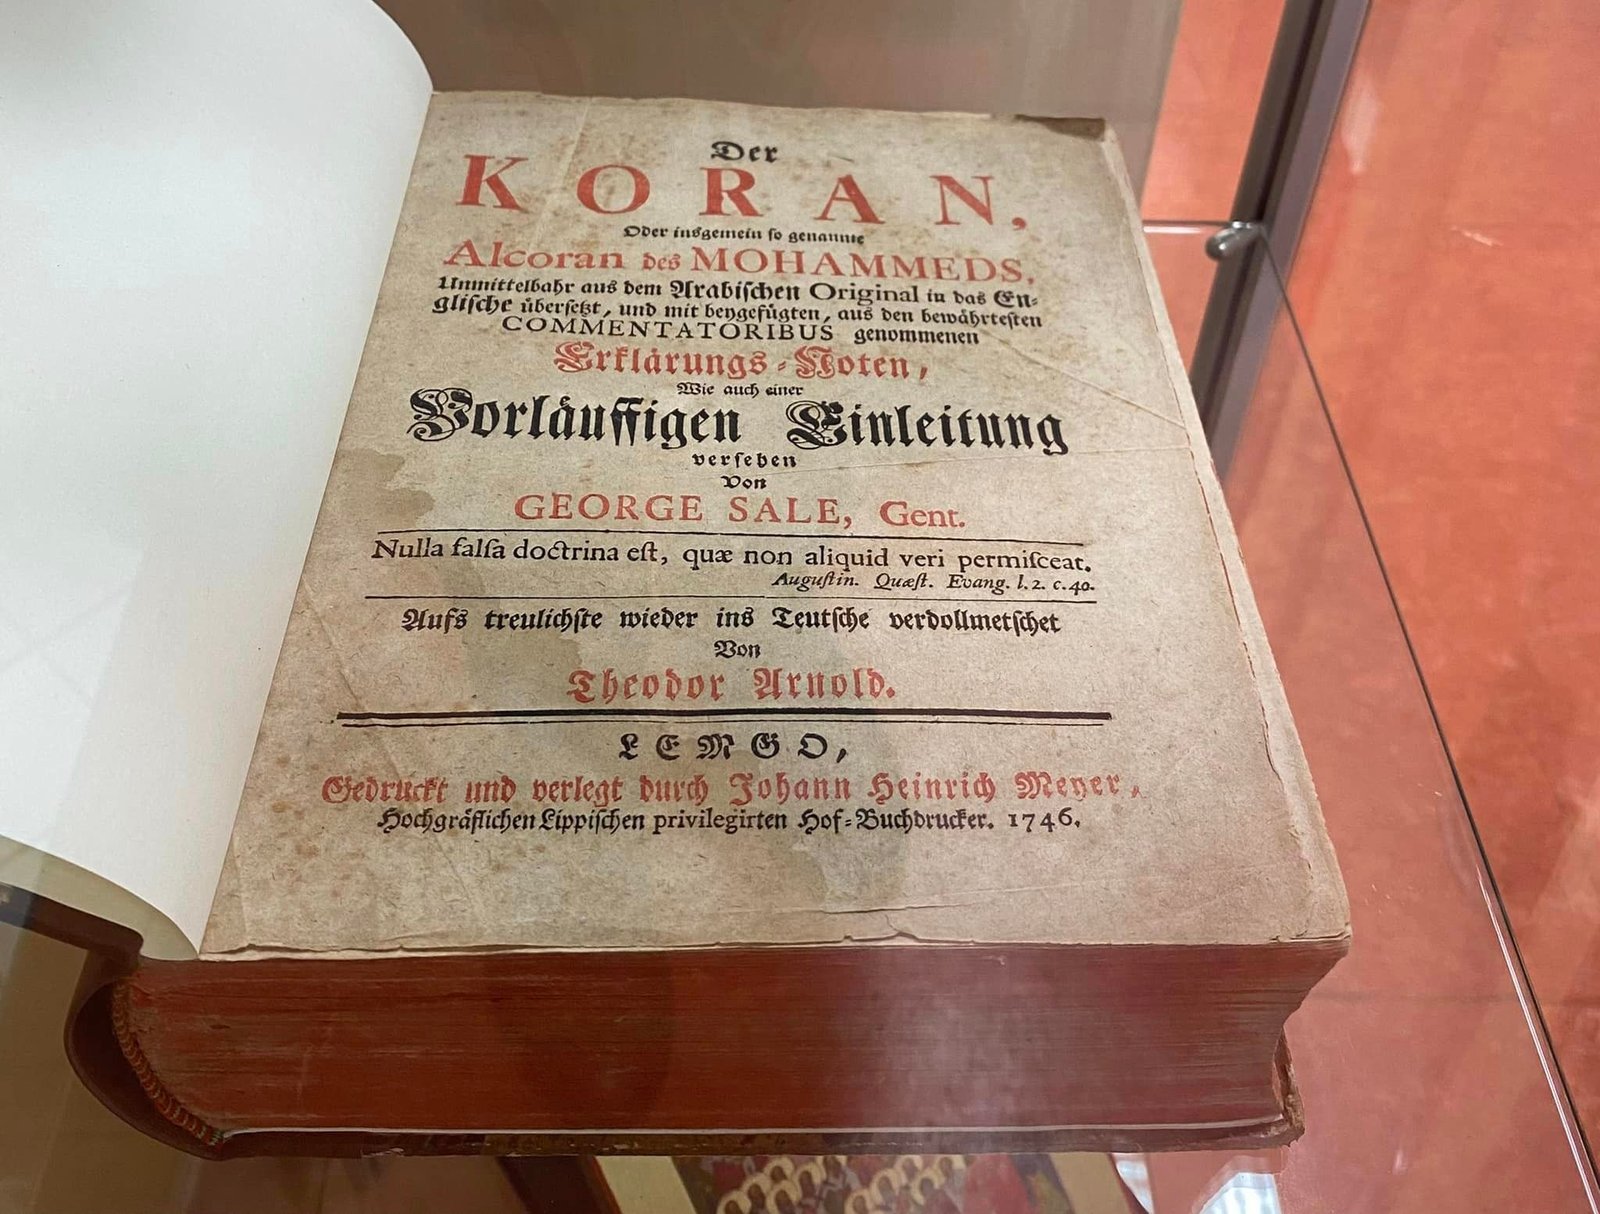 Der
KORAN,
Oder insgemein so genannte
Alcoran des MOHAMMEDS,
Unmittelbahr aus dem Arabischen Original in das En-
glische übersetzt, und mit beygefügten, aus den bewährtesten
COMMENTATORIBUS genommenen
Erklärungs-Noten,
Wie auch einer
Vorläuffigen Einleitung
versehen
Von
GEORGE SALE, Gent.
Nulla falſa doctrina eſt, quæ non aliquid veri permiſceat.
Auguſtin. Quæſt. Evang. l. 2. c. 40.
Aufs treulichste wieder ins Teutsche verdollmetschet
Von
Theodor Arnold.
LEMGO,
Gedruckt und verlegt durch Johann Heinrich Meyer,
Hochgräflichen Lippischen privilegirten Hof-Buchdrucker. 1746.